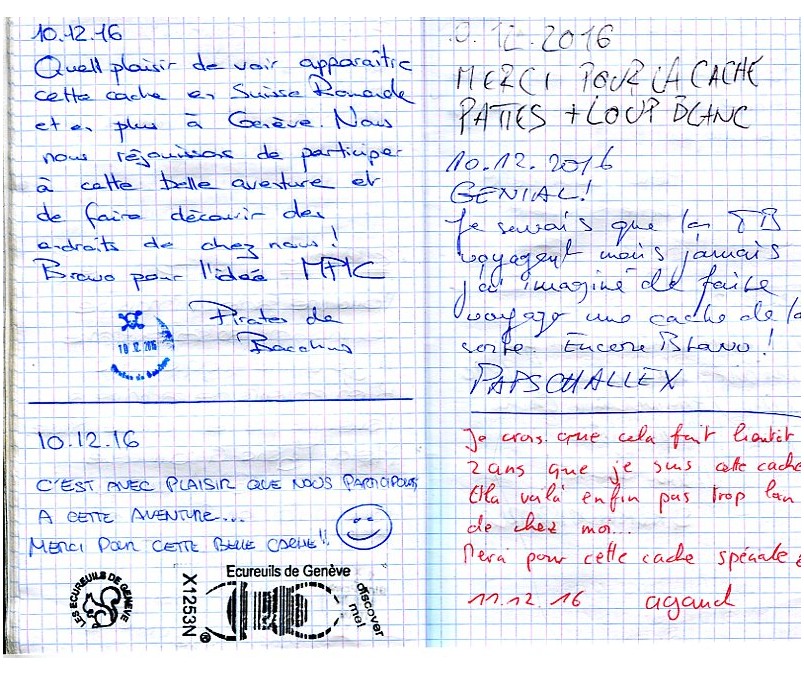 10.12.16
Quell plaisir de voir apparaître
cette cache en Suisse Romande
et en plus à Genève. Nous
nous réjouissons de participer
à cette belle aventure et
de faire découvrir des
endroits de chez nous!
Bravo pour l'idée MPLC
Pirates de
Bacchus
10.12.2016
10.12.16
C'EST AVEC PLAISIR QUE NOUS PARTICIPONS
A CETTE AVENTURE...
MERCI POUR CETTE BELLE CACHE!!
LES ECUREUILS DE GENÈVE
Ecureuils de Genève
X1253N
®
discover
me!
0.12.2016
MERCI POUR LA CACHE
PATTES + LOUP BLANC
10.12.2016
GENIAL!
Je savais que les TB
voyagent mais jamais
j'ai imaginé de faire
voyage une cache de la
sorte. Encore Bravo!
PAPSCHALLEX
Je crois que cela fait bientôt
2 ans que je suis cette cache
la voilà enfin pas trop loin
de chez moi...
Merci pour cette cache spéciale
11.12.16 agaud